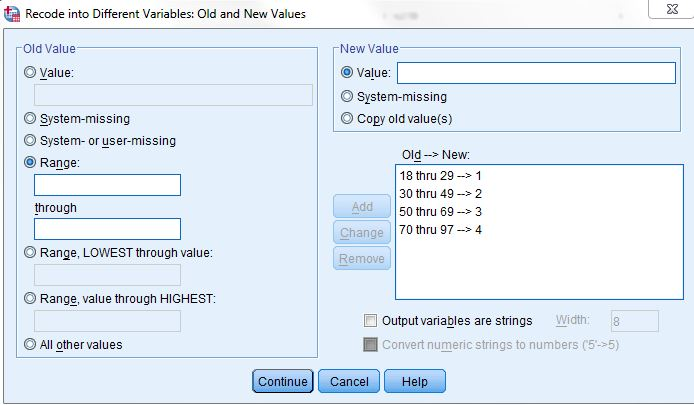 Recode into Different Variables: Old and New Values
Old Value
Value:
System-missing
System- or user-missing
Range:
through
Range, LOWEST through value:
Range, value through HIGHEST:
All other values
New Value
Value:
System-missing
Copy old value(s)
Old --> New:
18 thru 29 --> 1
30 thru 49 --> 2
50 thru 69 --> 3
70 thru 97 --> 4
Add
Change
Remove
Output variables are strings Width: 8
Convert numeric strings to numbers ('5'->5)
Continue Cancel Help